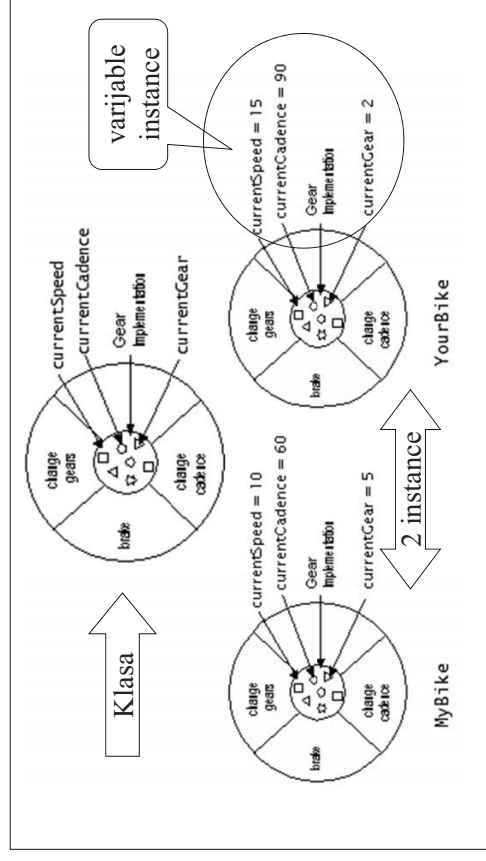 varijable
instance
Klasa
change
gears
brake
change
cadence
currentSpeed
currentCadence
Gear
Implementation
currentGear
change
gears
brake
change
cadence
currentSpeed = 10
currentCadence = 60
Gear
Implementation
currentGear = 5
MyBike
2 instance
change
gears
brake
change
cadence
currentSpeed = 15
currentCadence = 90
Gear
Implementation
currentGear = 2
YourBike